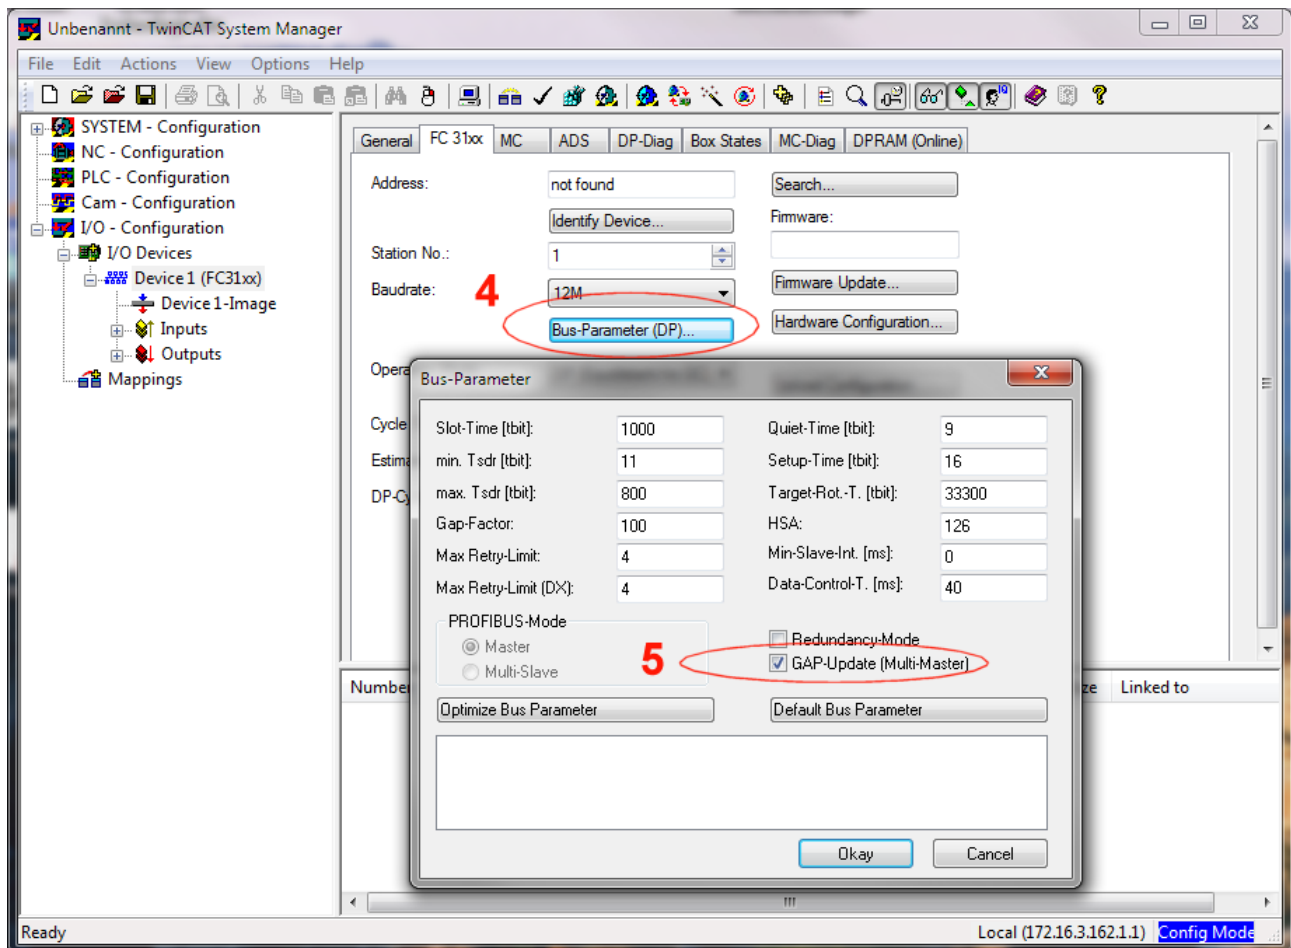 Unbenannt - TwinCAT System Manager
File Edit Actions View Options Help
SYSTEM - Configuration
NC - Configuration
PLC - Configuration
Cam - Configuration
I/O - Configuration
I/O Devices
Device 1 (FC31xx)
Device 1-Image
Inputs
Outputs
Mappings
General FC 31xx MC ADS DP-Diag Box States MC-Diag DPRAM (Online)
Address: not found Search...
Identify Device... Firmware:
Station No.: 1
Baudrate: 4 12M Firmware Update...
Bus-Parameter (DP)... Hardware Configuration...
Opera
Cycle
Estima
DP-Cy
Bus-Parameter
Slot-Time [tbit]: 1000 Quiet-Time [tbit]: 9
min. Tsdr [tbit]: 11 Setup-Time [tbit]: 16
max. Tsdr [tbit]: 800 Target-Rot.-T. [tbit]: 33300
Gap-Factor: 100 HSA: 126
Max Retry-Limit: 4 Min-Slave-Int. [ms]: 0
Max Retry-Limit (DX): 4 Data-Control-T. [ms]: 40
PROFIBUS-Mode
Master
Multi-Slave
Redundancy-Mode
5 GAP-Update (Multi-Master)
Optimize Bus Parameter Default Bus Parameter
Okay Cancel
Number ze Linked to
Ready Local (172.16.3.162.1.1) Config Mode